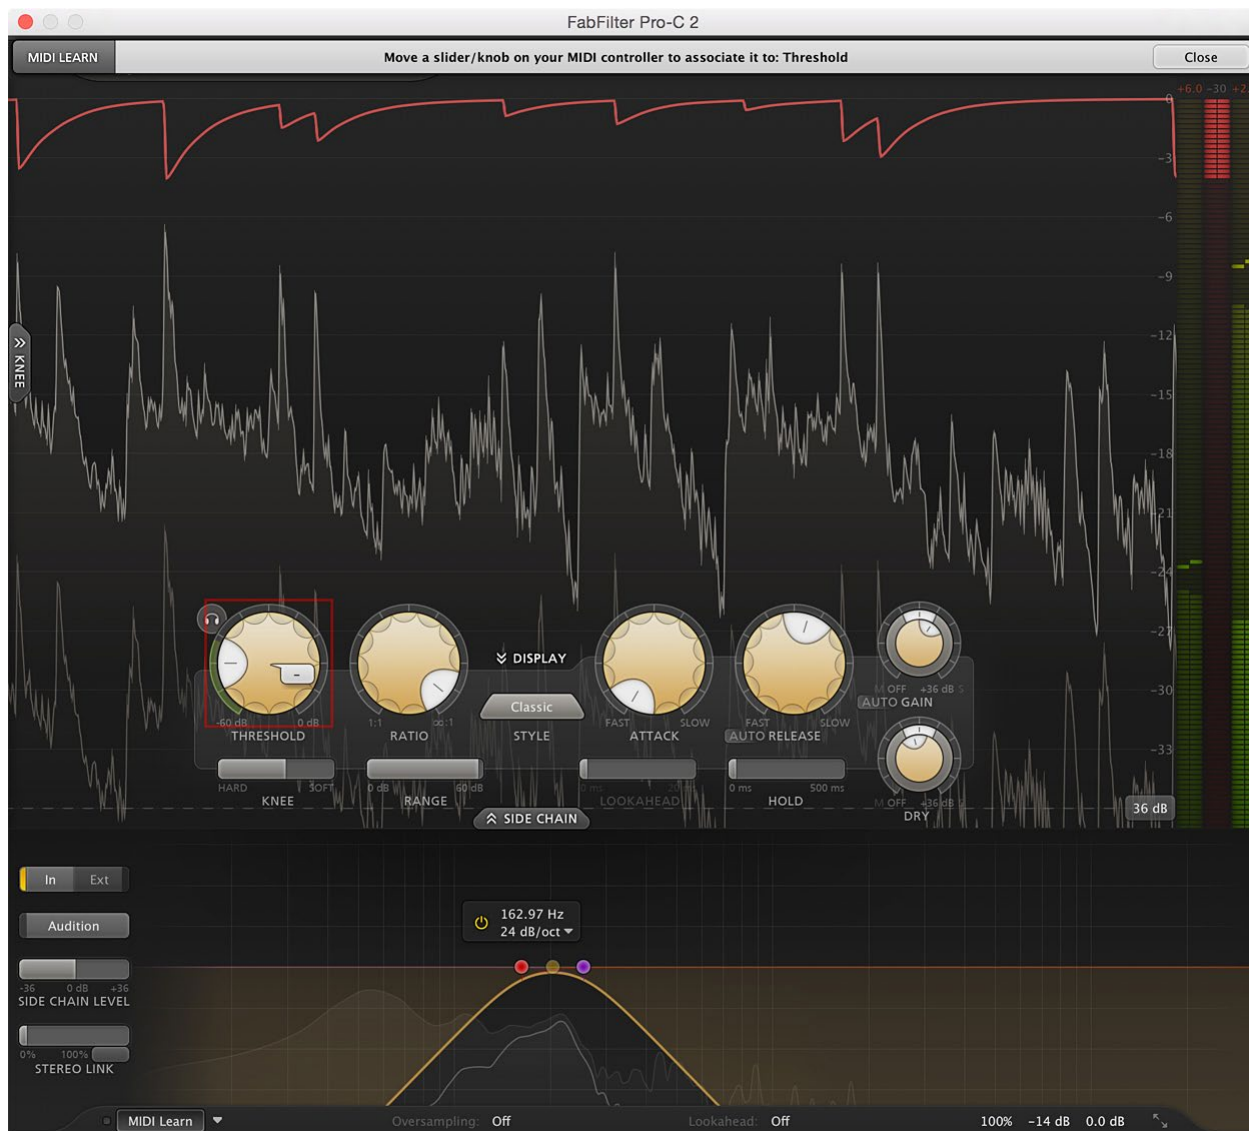 FabFilter Pro-C 2
MIDI LEARN Move a slider/knob on your MIDI controller to associate it to: Threshold Close
+6.0 -30 +2.
0
-3
-6
-9
-12
KNEE
-15
-18
-21
-24
-27
-30
-33
-
-60 dB 0 dB
THRESHOLD
1:1 ∞:1
RATIO
DISPLAY
Classic
STYLE
FAST SLOW
ATTACK
FAST SLOW
AUTO RELEASE
M OFF +36 dB S
AUTO GAIN
HARD SOFT
KNEE
0 dB 60 dB
RANGE
0 ms 20 ms
LOOKAHEAD
0 ms 500 ms
HOLD
M OFF +36 dB S
DRY
36 dB
SIDE CHAIN
In Ext
Audition
162.97 Hz
24 dB/oct
-36 0 dB +36
SIDE CHAIN LEVEL
0% 100%
STEREO LINK
MIDI Learn Oversampling: Off Lookahead: Off 100% -14 dB 0.0 dB